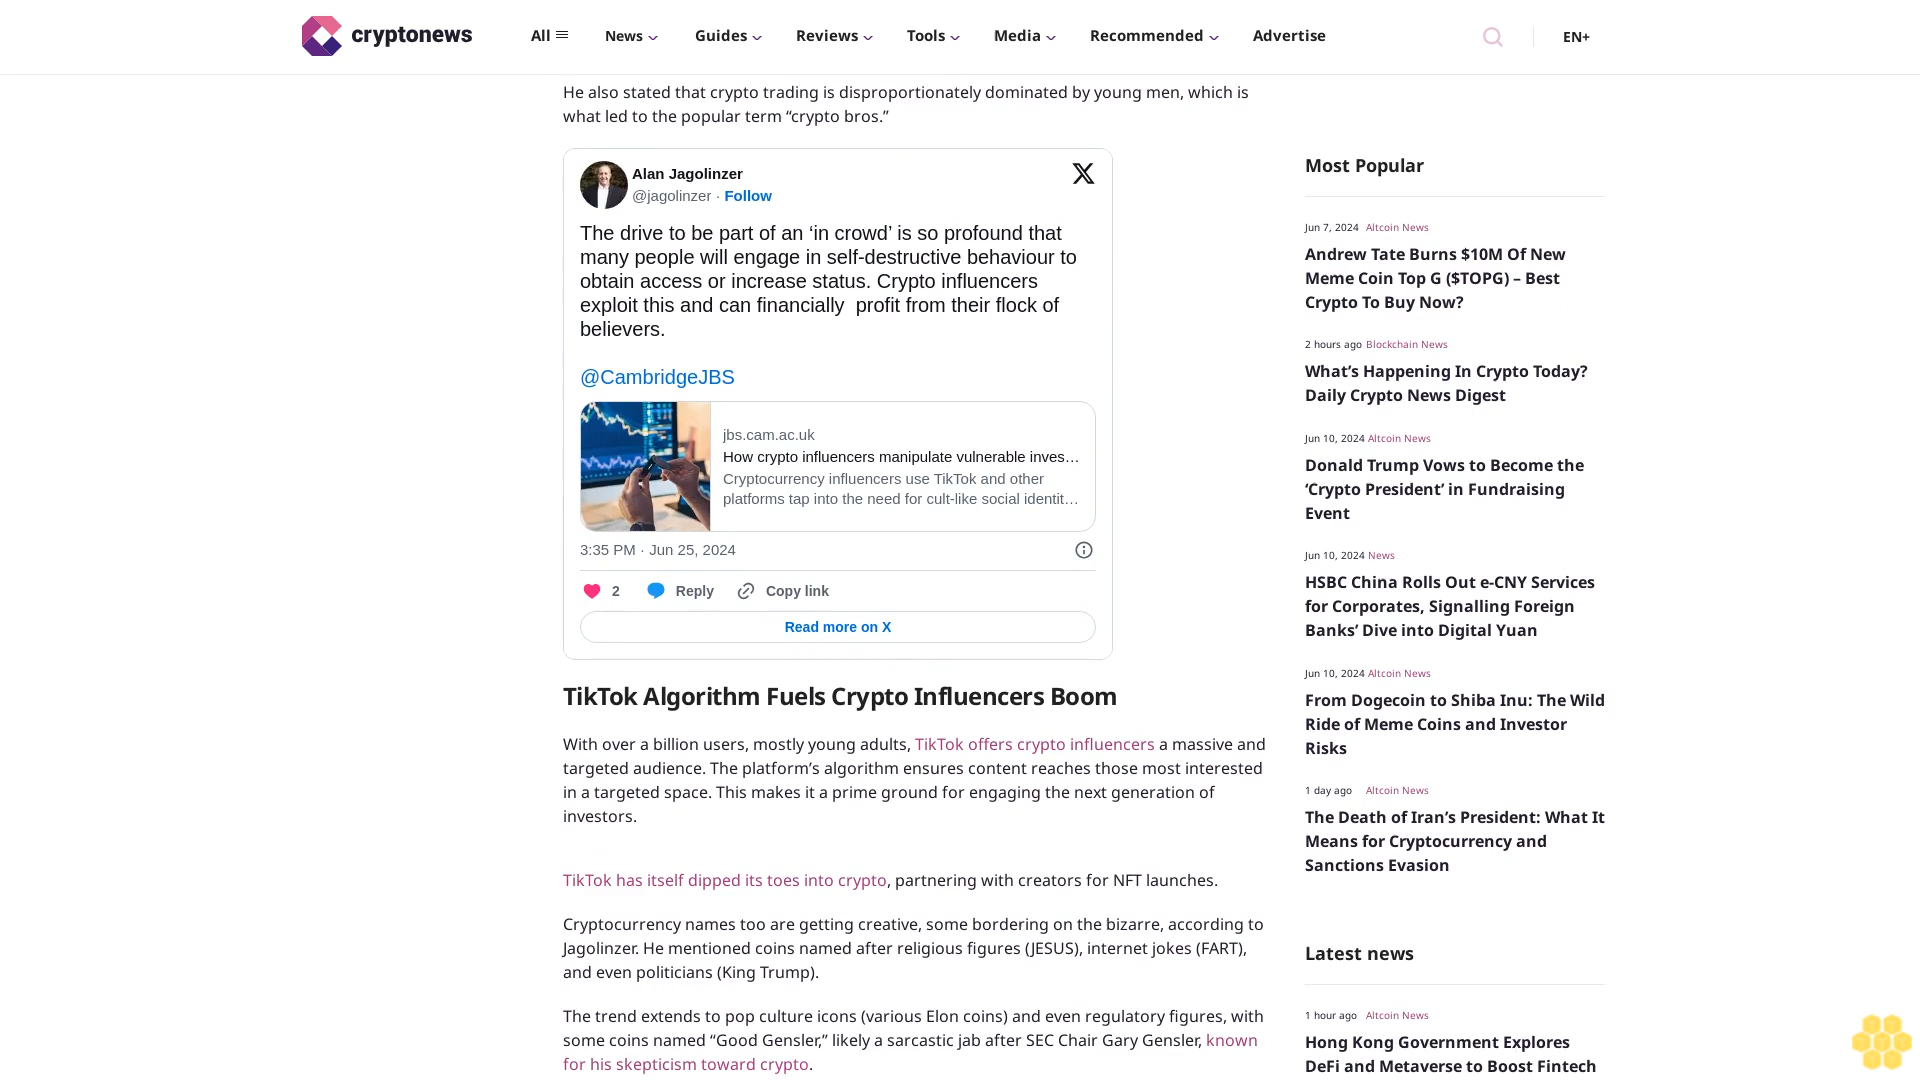 cryptonews
All
News
Guides
Reviews
Tools
Media
Recommended
Advertise
EN+
He also stated that crypto trading is disproportionately dominated by young men, which is
what led to the popular term “crypto bros.”
Alan Jagolinzer
@jagolinzer · Follow
The drive to be part of an ‘in crowd’ is so profound that
many people will engage in self-destructive behaviour to
obtain access or increase status. Crypto influencers
exploit this and can financially  profit from their flock of
believers.
@CambridgeJBS
jbs.cam.ac.uk
How crypto influencers manipulate vulnerable inves…
Cryptocurrency influencers use TikTok and other
platforms tap into the need for cult-like social identit…
3:35 PM · Jun 25, 2024
2
Reply
Copy link
Read more on X
TikTok Algorithm Fuels Crypto Influencers Boom
With over a billion users, mostly young adults, TikTok offers crypto influencers a massive and
targeted audience. The platform’s algorithm ensures content reaches those most interested
in a targeted space. This makes it a prime ground for engaging the next generation of
investors.
TikTok has itself dipped its toes into crypto, partnering with creators for NFT launches.
Cryptocurrency names too are getting creative, some bordering on the bizarre, according to
Jagolinzer. He mentioned coins named after religious figures (JESUS), internet jokes (FART),
and even politicians (King Trump).
The trend extends to pop culture icons (various Elon coins) and even regulatory figures, with
some coins named “Good Gensler,” likely a sarcastic jab after SEC Chair Gary Gensler, known
for his skepticism toward crypto.
Most Popular
Jun 7, 2024 Altcoin News
Andrew Tate Burns $10M Of New
Meme Coin Top G ($TOPG) – Best
Crypto To Buy Now?
2 hours ago Blockchain News
What’s Happening In Crypto Today?
Daily Crypto News Digest
Jun 10, 2024 Altcoin News
Donald Trump Vows to Become the
‘Crypto President’ in Fundraising
Event
Jun 10, 2024 News
HSBC China Rolls Out e-CNY Services
for Corporates, Signalling Foreign
Banks’ Dive into Digital Yuan
Jun 10, 2024 Altcoin News
From Dogecoin to Shiba Inu: The Wild
Ride of Meme Coins and Investor
Risks
1 day ago Altcoin News
The Death of Iran’s President: What It
Means for Cryptocurrency and
Sanctions Evasion
Latest news
1 hour ago Altcoin News
Hong Kong Government Explores
DeFi and Metaverse to Boost Fintech